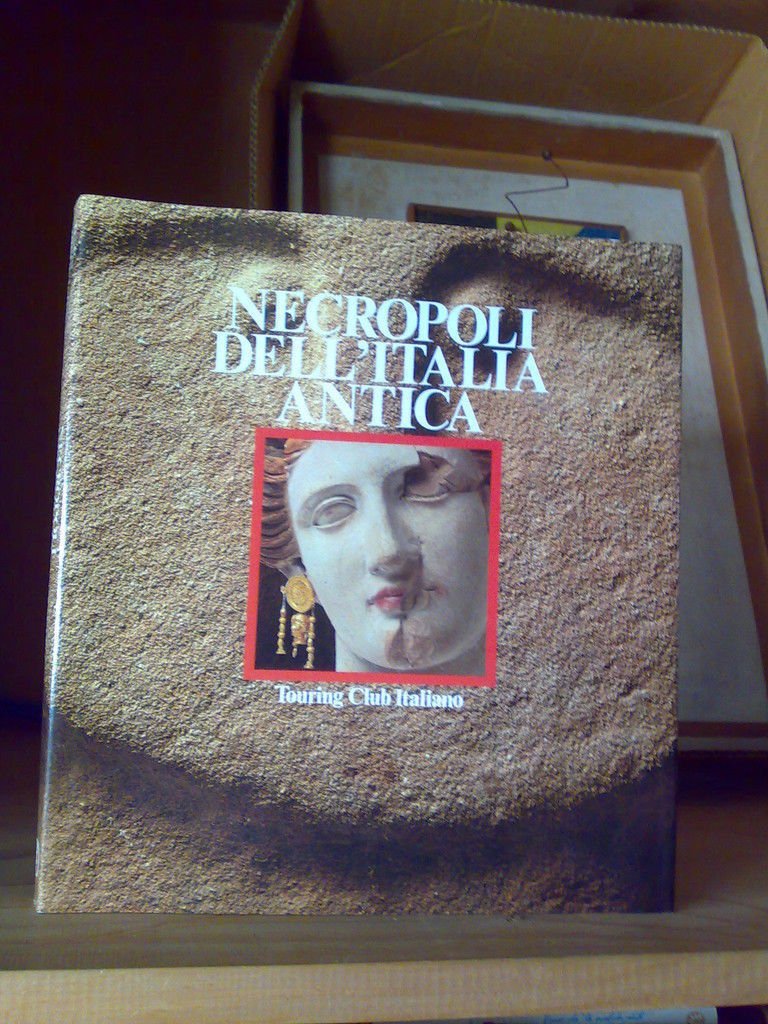 NECROPOLI
DELL'ITALIA
ANTICA
Touring Club Italiano